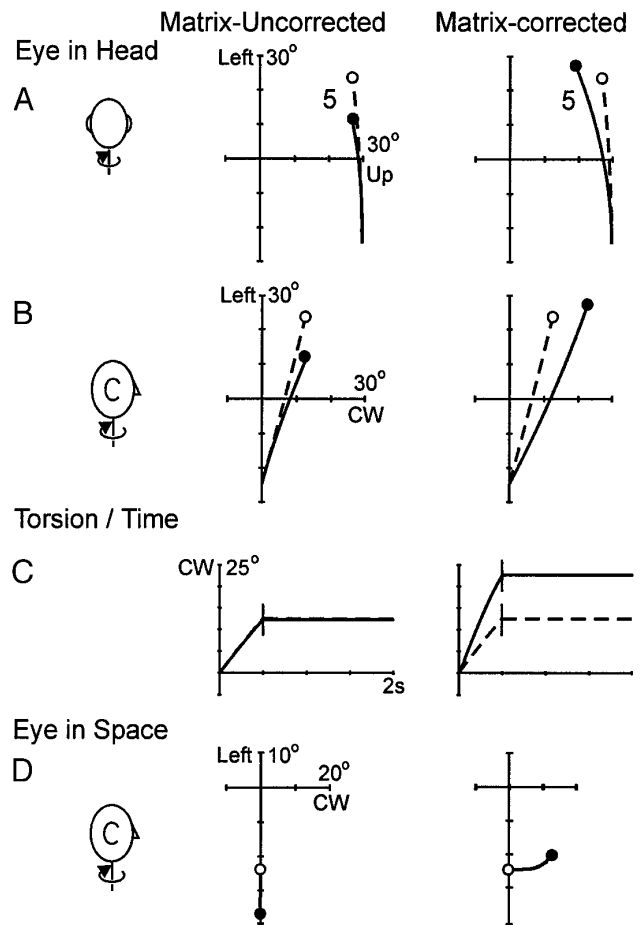 Matrix-Uncorrected Matrix-corrected
Eye in Head
A
Left 30°
5
30°
Up
5
B
Left 30°
C
30°
CW
Torsion / Time
C
CW 25°
2s
Eye in Space
D
Left 10°
C
20°
CW